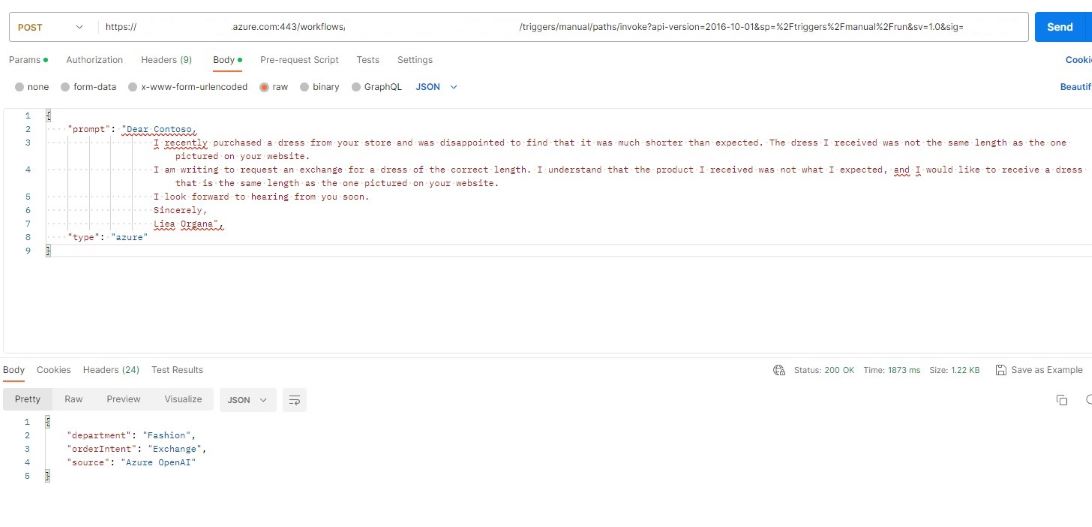 POST https:// azure.com:443/workflows/ /triggers/manual/paths/invoke?api-version=2016-10-01&sp=%2Ftriggers%2Fmanual%2Frun&sv=1.0&sig= Send
Params Authorization Headers (9) Body Pre-request Script Tests Settings Cookie
none form-data x-www-form-urlencoded raw binary GraphQL JSON Beautif
1 {
2 "prompt": "Dear Contoso,
3 I recently purchased a dress from your store and was disappointed to find that it was much shorter than expected. The dress I received was not the same length as the one
pictured on your website.
4 I am writing to request an exchange for a dress of the correct length. I understand that the product I received was not what I expected, and I would like to receive a dress
that is the same length as the one pictured on your website.
5 I look forward to hearing from you soon.
6 Sincerely,
7 Liea Organa",
8 "type": "azure"
9 }
Body Cookies Headers (24) Test Results Status: 200 OK Time: 1873 ms Size: 1.22 KB Save as Example
Pretty Raw Preview Visualize JSON
1 {
2 "department": "Fashion",
3 "orderIntent": "Exchange",
4 "source": "Azure OpenAI"
5 }